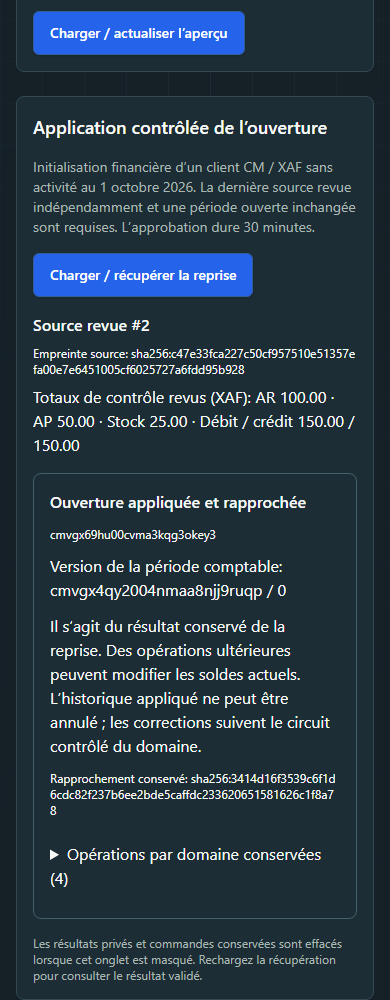 Charger / actualiser l’aperçu
Application contrôlée de l’ouverture
Initialisation financière d’un client CM / XAF sans
activité au 1 octobre 2026. La dernière source revue
indépendamment et une période ouverte inchangée
sont requises. L’approbation dure 30 minutes.
Charger / récupérer la reprise
Source revue #2
Empreinte source: sha256:c47e33fca227c50cf957510e51357e
fa00e7e6451005cf6025727a6fdd95b928
Totaux de contrôle revus (XAF): AR 100.00 ·
AP 50.00 · Stock 25.00 · Débit / crédit 150.00 /
150.00
Ouverture appliquée et rapprochée
cmvgx69hu00cvma3kqg3okey3
Version de la période comptable:
cmvgx4qy2004nmaa8njj9ruqp / 0
Il s’agit du résultat conservé de la
reprise. Des opérations ultérieures
peuvent modifier les soldes actuels.
L’historique appliqué ne peut être
annulé ; les corrections suivent le circuit
contrôlé du domaine.
Rapprochement conservé: sha256:3414d16f3539c6f1d
6cdc82f237b6ee2bde5caffdc233620651581626c1f8a7
8
▶ Opérations par domaine conservées
(4)
Les résultats privés et commandes conservées sont effacés
lorsque cet onglet est masqué. Rechargez la récupération
pour consulter le résultat validé.